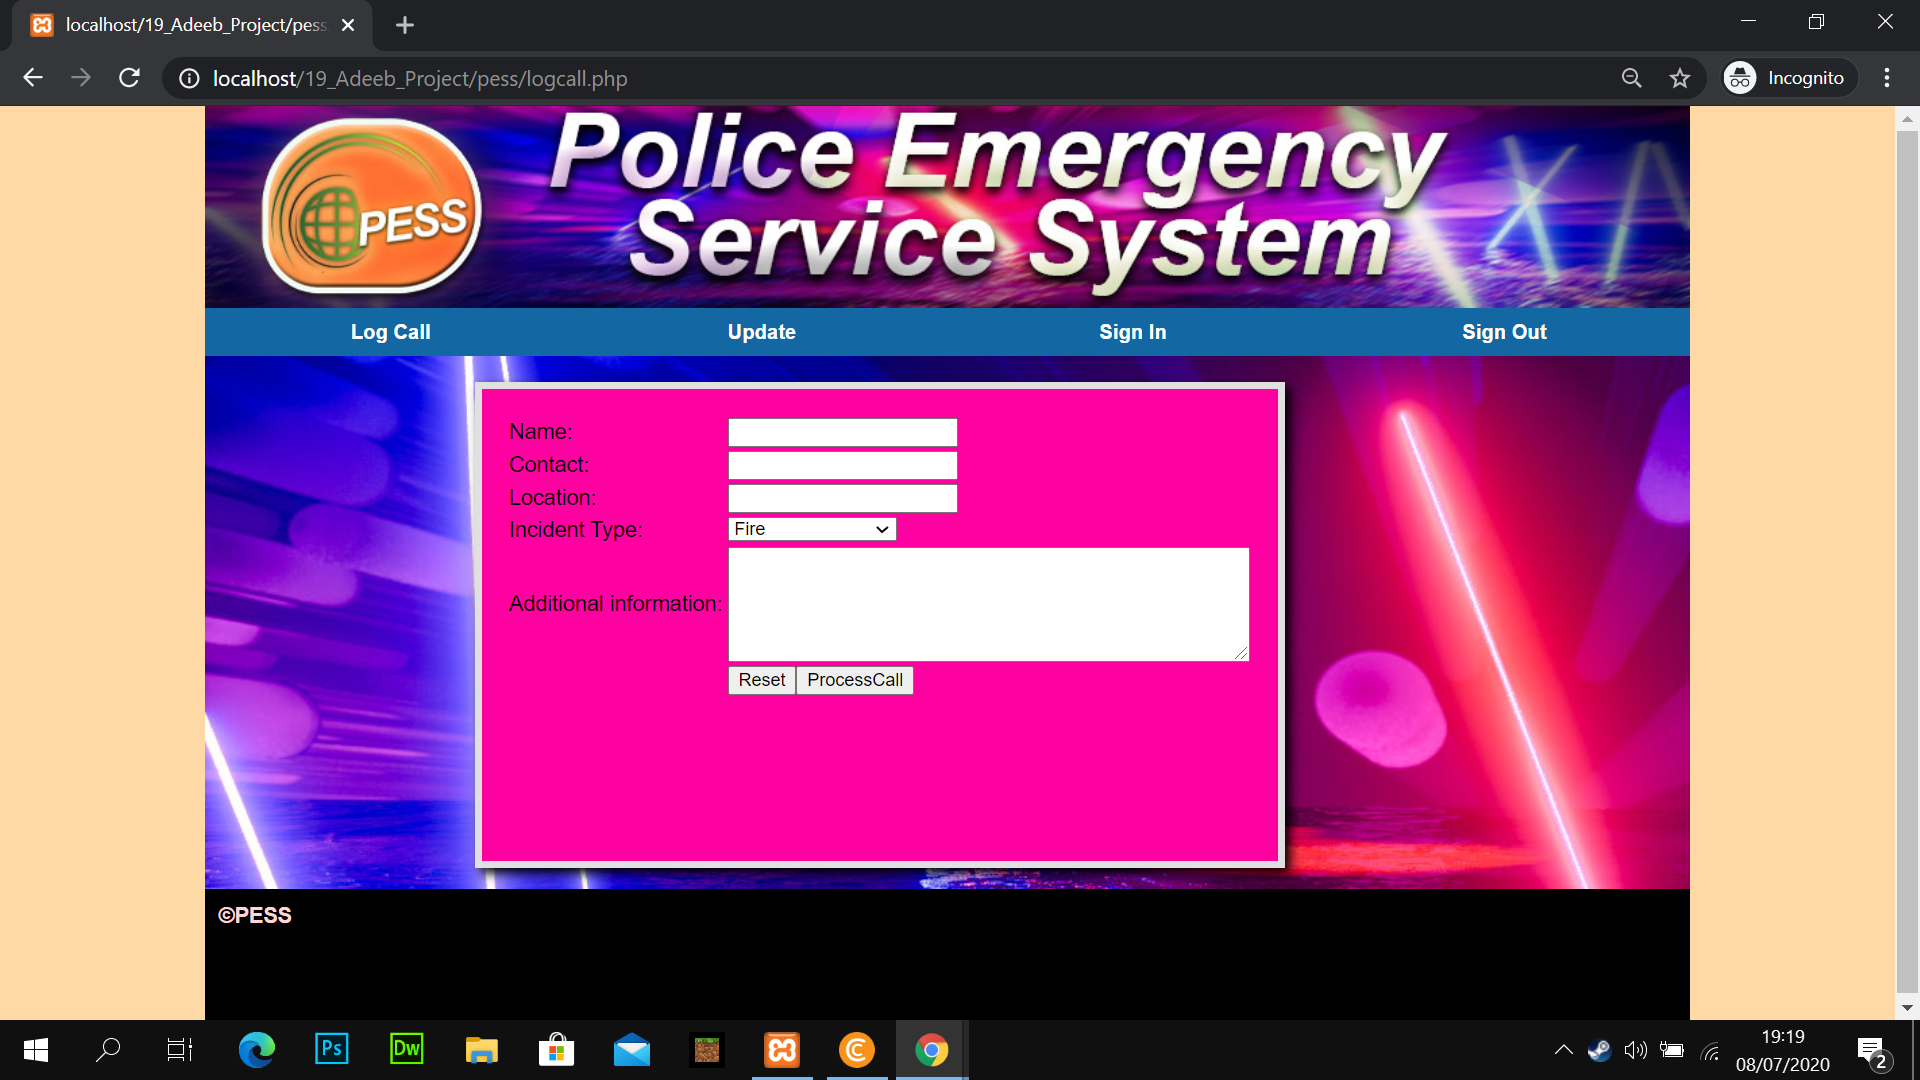 localhost/19_Adeeb_Project/pess
localhost/19_Adeeb_Project/pess/logcall.php
Incognito
PESS
Police Emergency
Service System
Log Call
Update
Sign In
Sign Out
Name:
Contact:
Location:
Incident Type:
Fire
Additional information:
Reset
ProcessCall
©PESS
Ps
Dw
19:19
08/07/2020
2